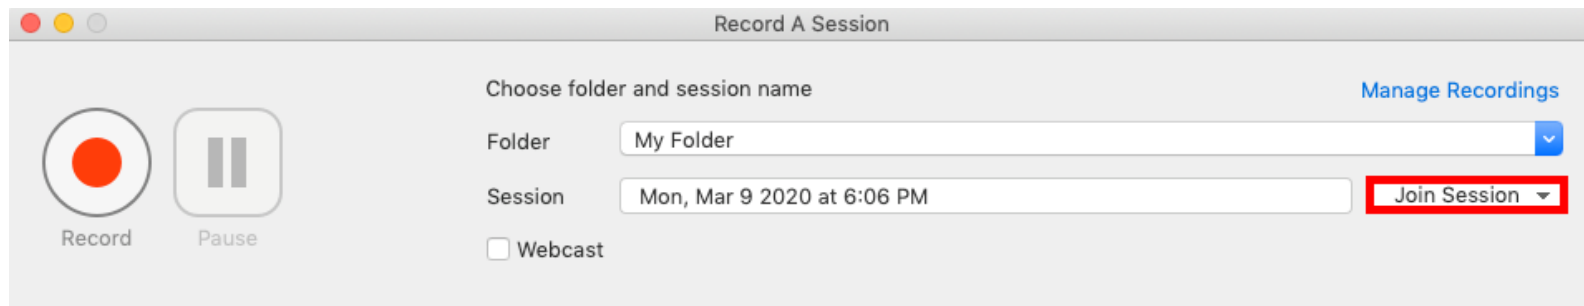 Record A Session
Choose folder and session name
Manage Recordings
Folder
My Folder
Session
Mon, Mar 9 2020 at 6:06 PM
Join Session
Record
Pause
Webcast